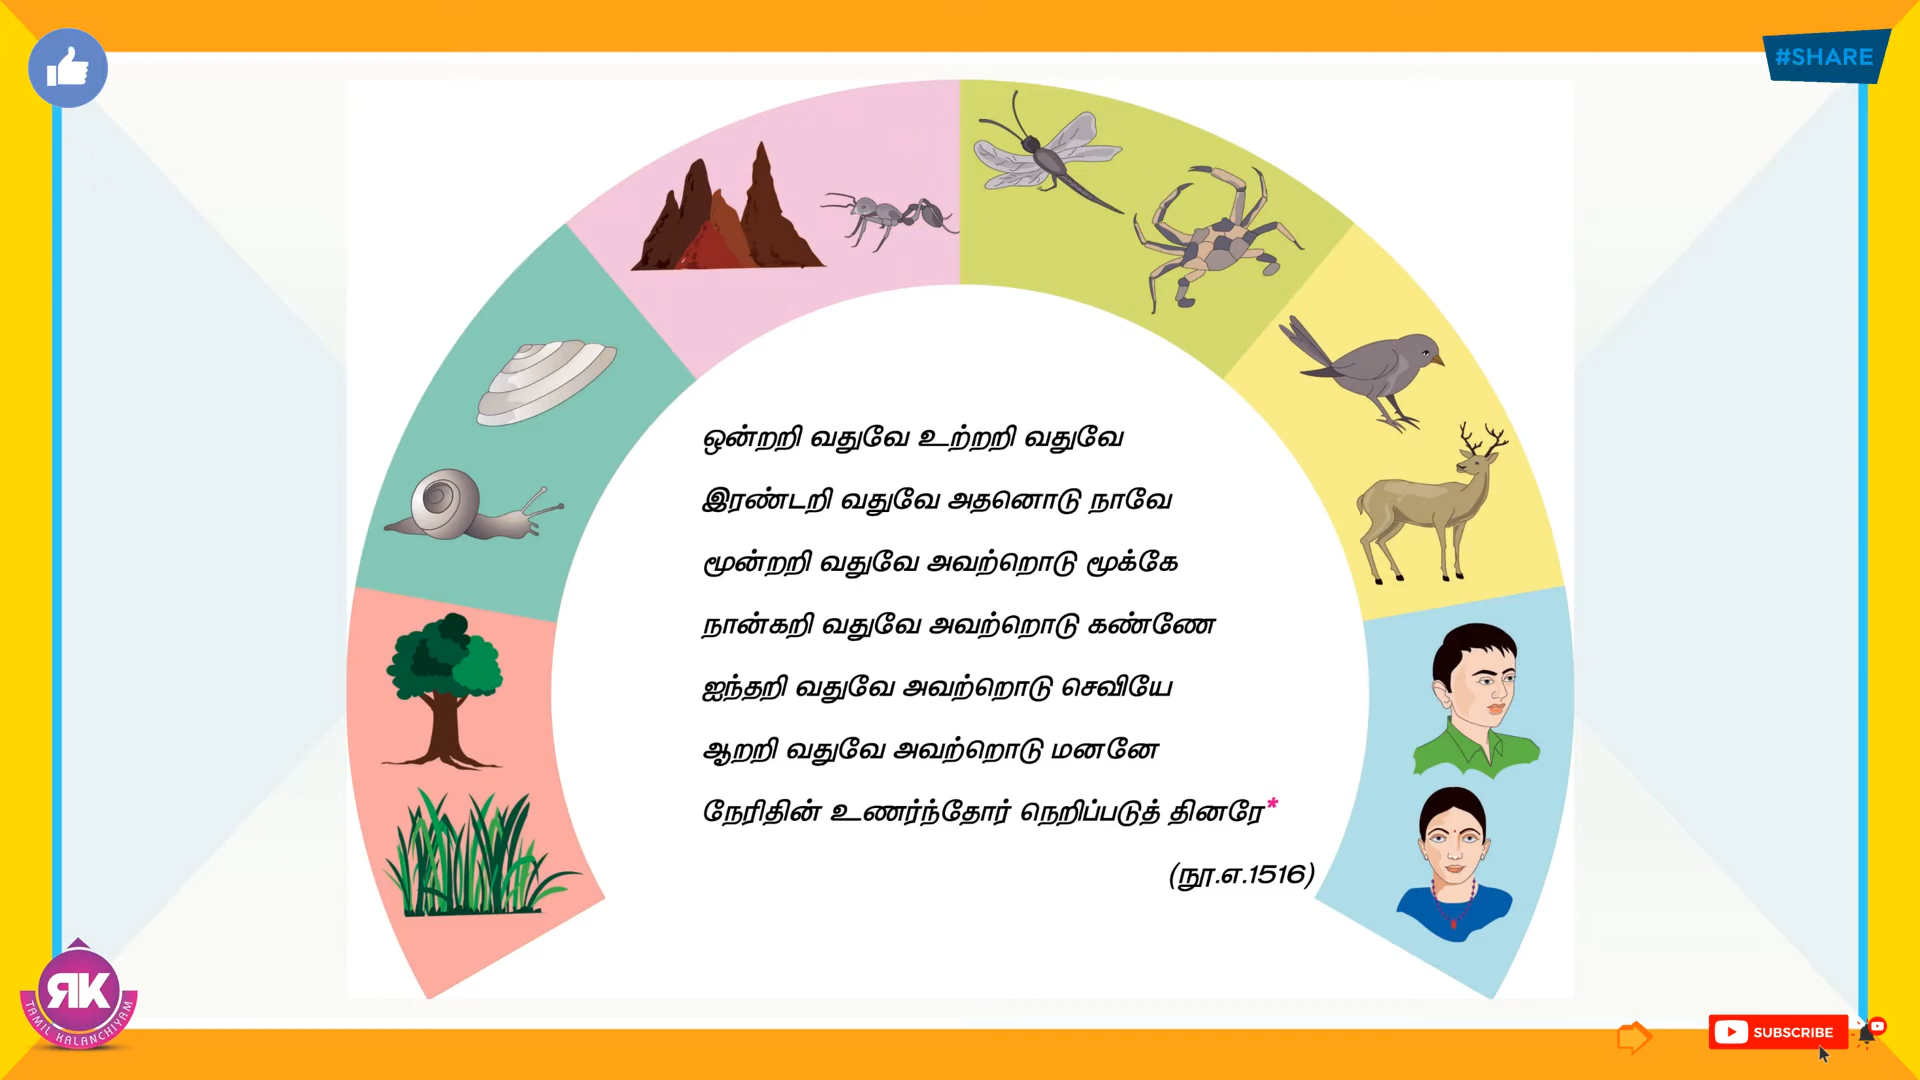 #SHARE
ஒன்றறி வதுவே உற்றறி வதுவே
இரண்டறி வதுவே அதனொடு நாவே
மூன்றறி வதுவே அவற்றொடு மூக்கே
நான்கறி வதுவே அவற்றொடு கண்ணே
ஐந்தறி வதுவே அவற்றொடு செவியே
ஆறறி வதுவே அவற்றொடு மனனே
நேரிதின் உணர்ந்தோர் நெறிப்படுத் தினரே*
(நூ.எ.1516)
ЯK
TAMIL KALANCHIYAM
SUBSCRIBE